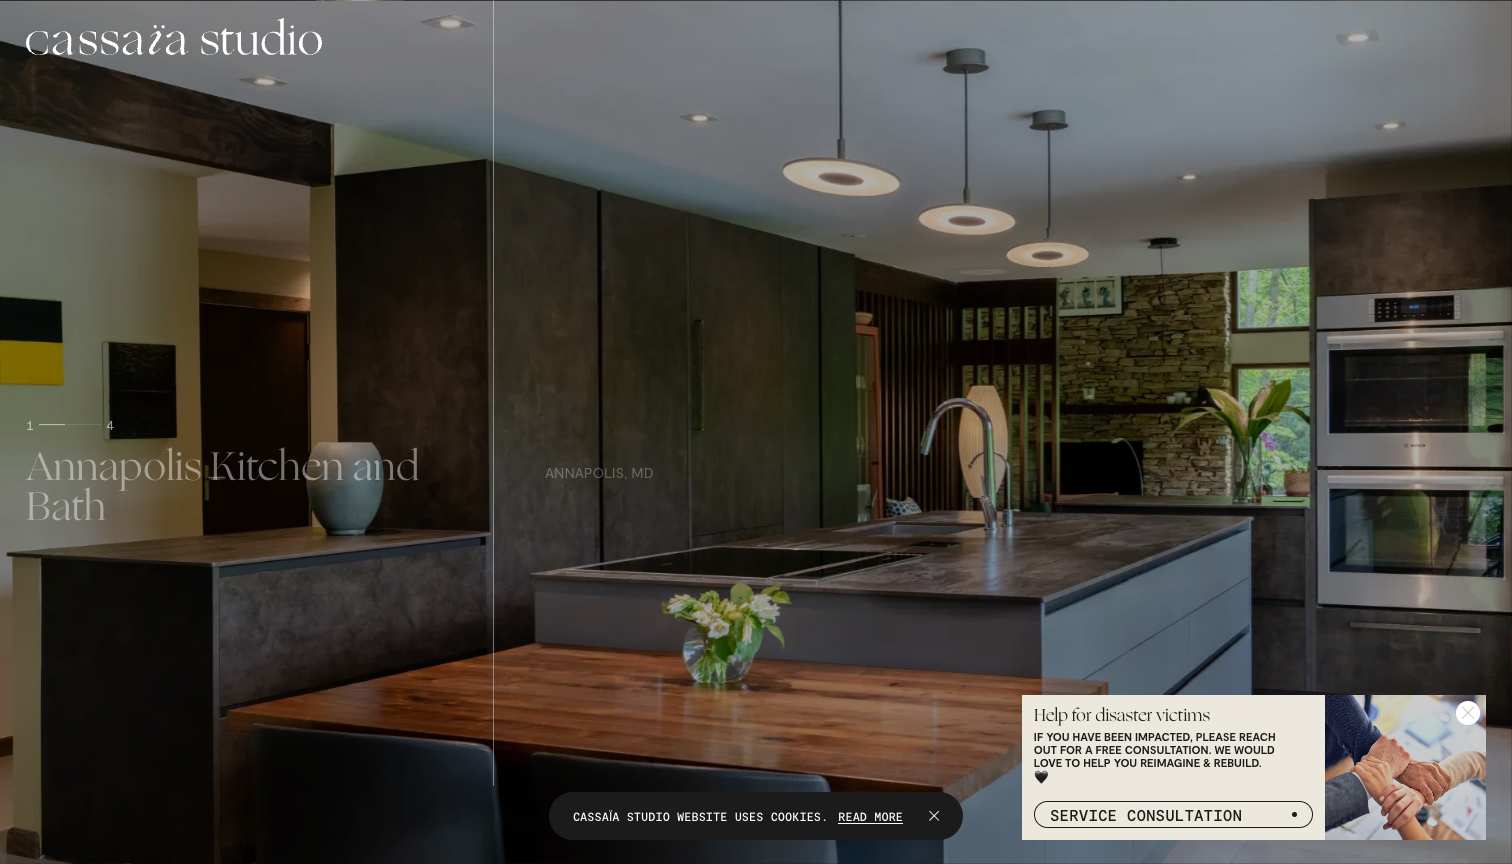 cassaïa studio
1 4
Annapolis Kitchen and
Bath
ANNAPOLIS, MD
Help for disaster victims
IF YOU HAVE BEEN IMPACTED, PLEASE REACH
OUT FOR A FREE CONSULTATION. WE WOULD
LOVE TO HELP YOU REIMAGINE & REBUILD.
🖤
SERVICE CONSULTATION
CASSAÏA STUDIO WEBSITE USES COOKIES. READ MORE